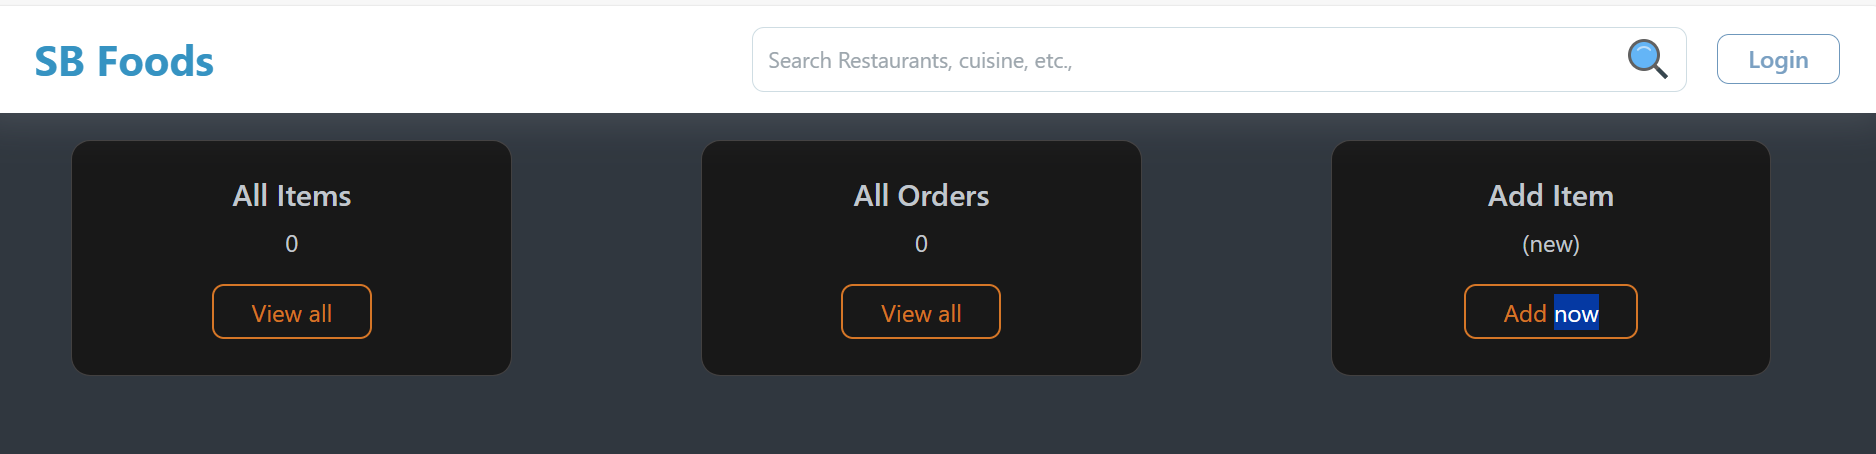 SB Foods
Search Restaurants, cuisine, etc.,
Login
All Items
0
View all
All Orders
0
View all
Add Item
(new)
Add now